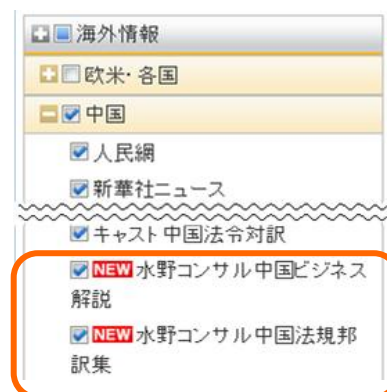 海外情報
欧米・各国
中国
人民網
新華社ニュース
キャスト中国法令対訳
NEW 水野コンサル中国ビジネス
解説
NEW 水野コンサル中国法規邦
訳集